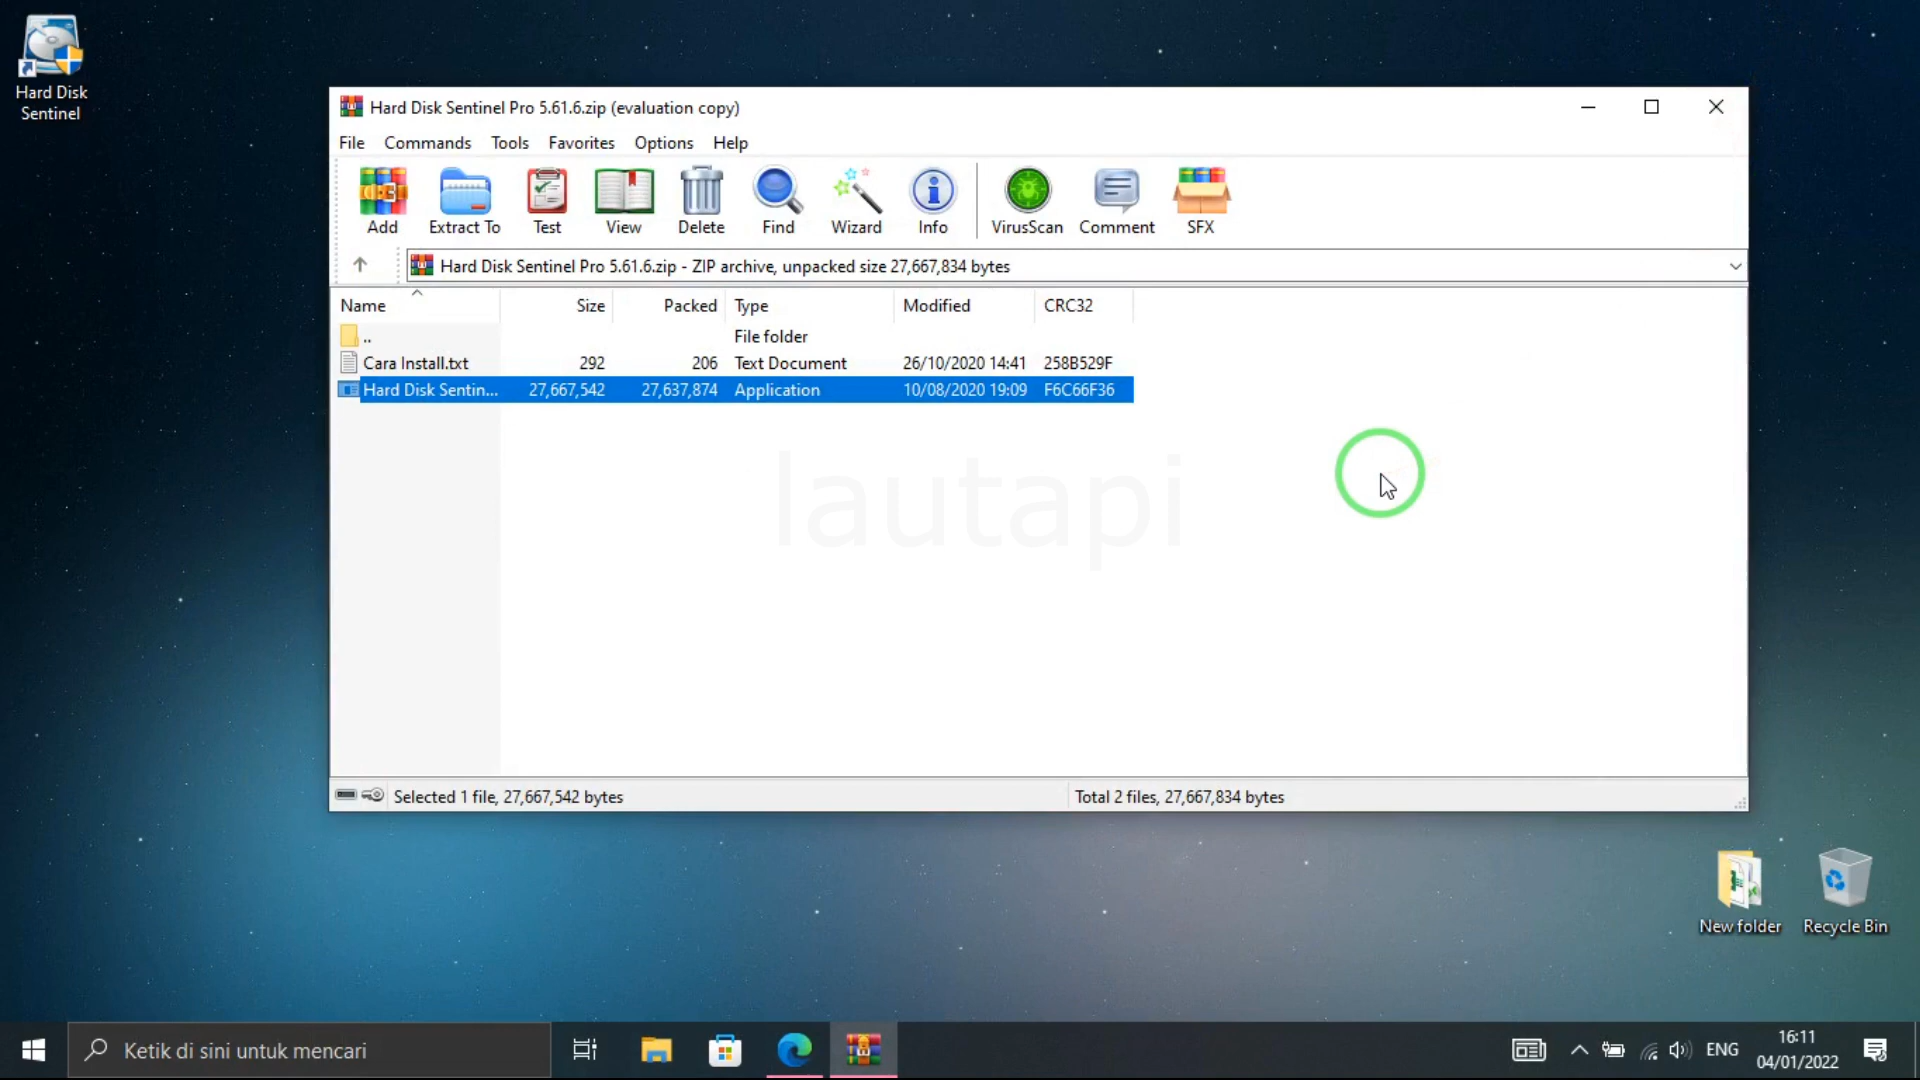 Hard Disk
Sentinel
Hard Disk Sentinel Pro 5.61.6.zip (evaluation copy)
File Commands Tools Favorites Options Help
Add Extract To Test View Delete Find Wizard Info VirusScan Comment SFX
Hard Disk Sentinel Pro 5.61.6.zip - ZIP archive, unpacked size 27,667,834 bytes
Name Size Packed Type Modified CRC32
.. File folder
Cara Install.txt 292 206 Text Document 26/10/2020 14:41 258B529F
Hard Disk Sentin... 27,667,542 27,637,874 Application 10/08/2020 19:09 F6C66F36
lautapi
Selected 1 file, 27,667,542 bytes Total 2 files, 27,667,834 bytes
New folder Recycle Bin
Ketik di sini untuk mencari
ENG
16:11
04/01/2022